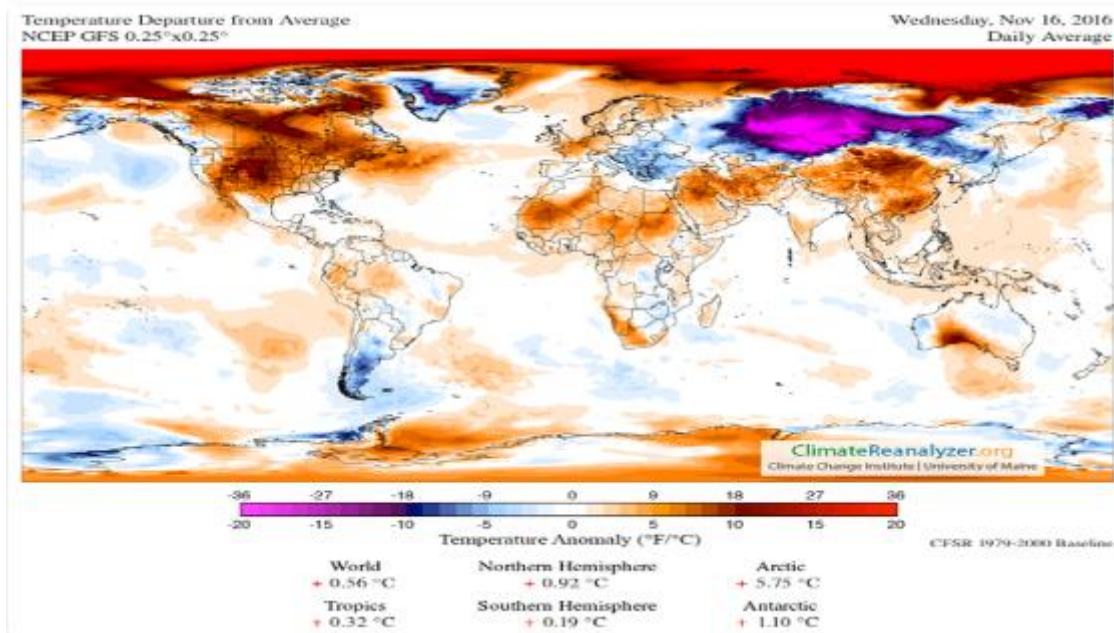 Temperature Departure from Average
NCEP GFS 0.25°x0.25°
Wednesday, Nov 16, 2016
Daily Average
ClimateReanalyzer.org
Climate Change Institute | University of Maine
-36 -27 -18 -9 0 9 18 27 36
-20 -15 -10 -5 0 5 10 15 20
Temperature Anomaly (°F/°C)
CFSR 1979-2000 Baseline
World Northern Hemisphere Arctic
+ 0.56 °C + 0.92 °C + 5.75 °C
Tropics Southern Hemisphere Antarctic
+ 0.32 °C + 0.19 °C + 1.10 °C